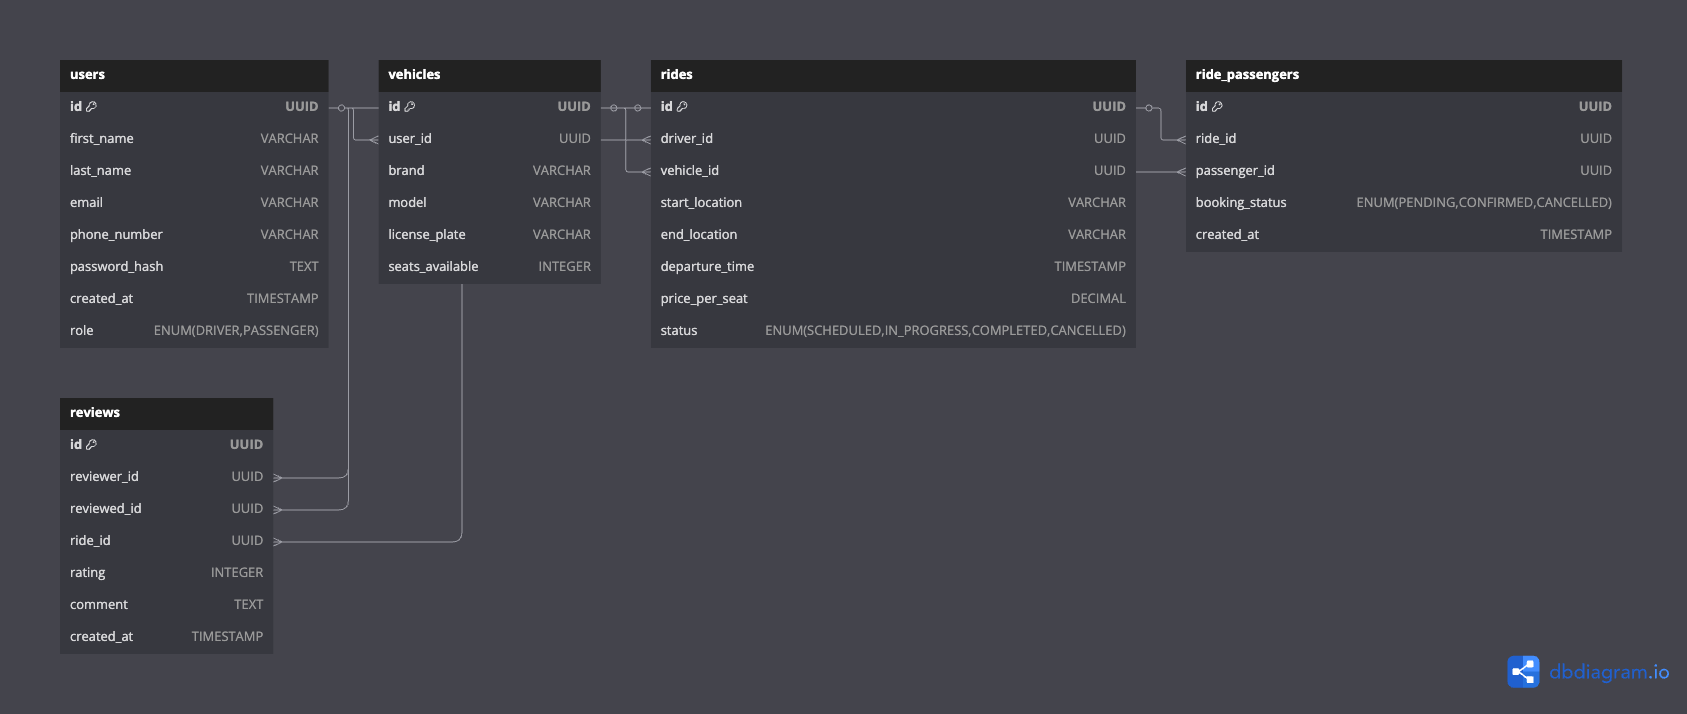 users
id UUID
first_name VARCHAR
last_name VARCHAR
email VARCHAR
phone_number VARCHAR
password_hash TEXT
created_at TIMESTAMP
role ENUM(DRIVER,PASSENGER)
vehicles
id UUID
user_id UUID
brand VARCHAR
model VARCHAR
license_plate VARCHAR
seats_available INTEGER
rides
id UUID
driver_id UUID
vehicle_id UUID
start_location VARCHAR
end_location VARCHAR
departure_time TIMESTAMP
price_per_seat DECIMAL
status ENUM(SCHEDULED,IN_PROGRESS,COMPLETED,CANCELLED)
ride_passengers
id UUID
ride_id UUID
passenger_id UUID
booking_status ENUM(PENDING,CONFIRMED,CANCELLED)
created_at TIMESTAMP
reviews
id UUID
reviewer_id UUID
reviewed_id UUID
ride_id UUID
rating INTEGER
comment TEXT
created_at TIMESTAMP
dbdiagram.io